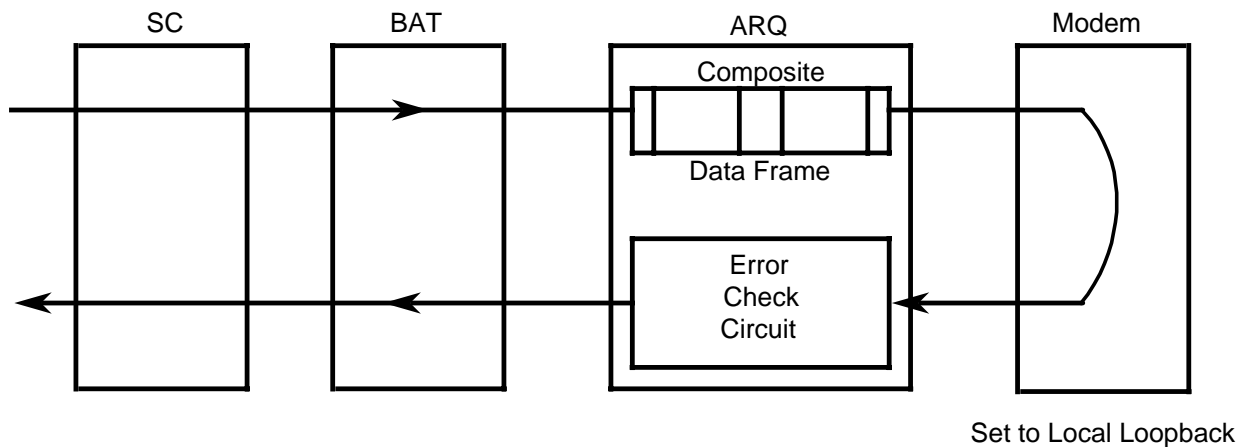 SC
BAT
ARQ
Modem
Composite
Data Frame
Error
Check
Circuit
Set to Local Loopback